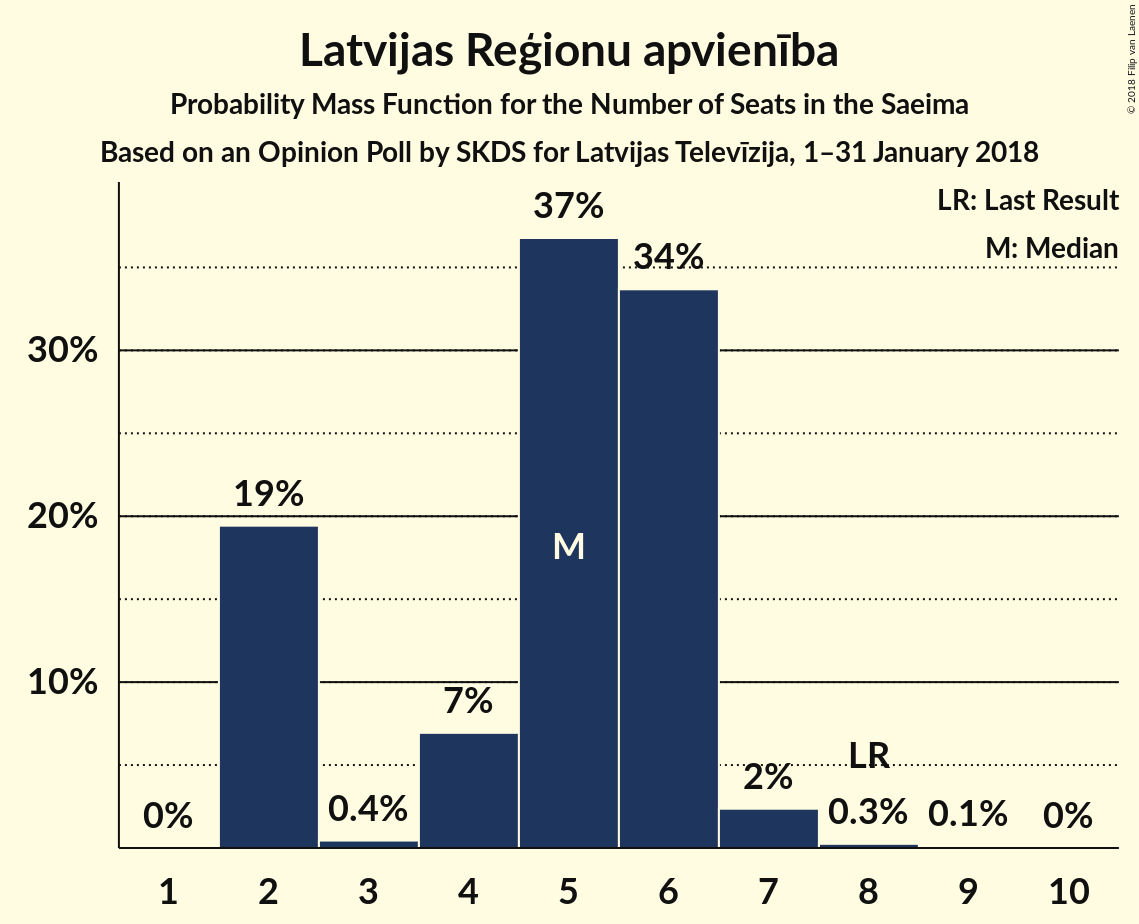 Latvijas Reģionu apvienība
Probability Mass Function for the Number of Seats in the Saeima
Based on an Opinion Poll by SKDS for Latvijas Televīzija, 1–31 January 2018
© 2018 Filip van Laenen
LR: Last Result
M: Median
30%
20%
10%
0%
19%
0.4%
7%
37%
34%
2%
0.3%
0.1%
0%
M
LR
1 2 3 4 5 6 7 8 9 10